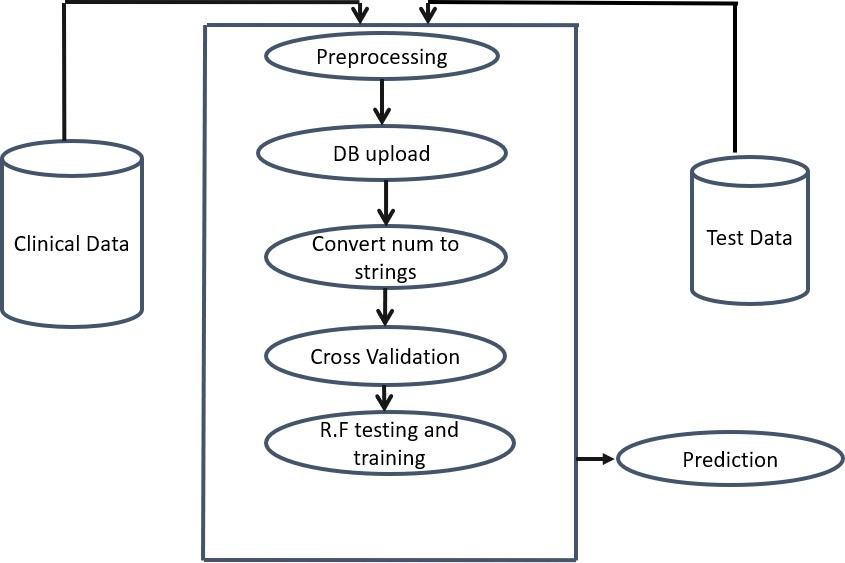 Preprocessing
DB upload
Clinical Data
Test Data
Convert num to
strings
Cross Validation
R.F testing and
training
Prediction